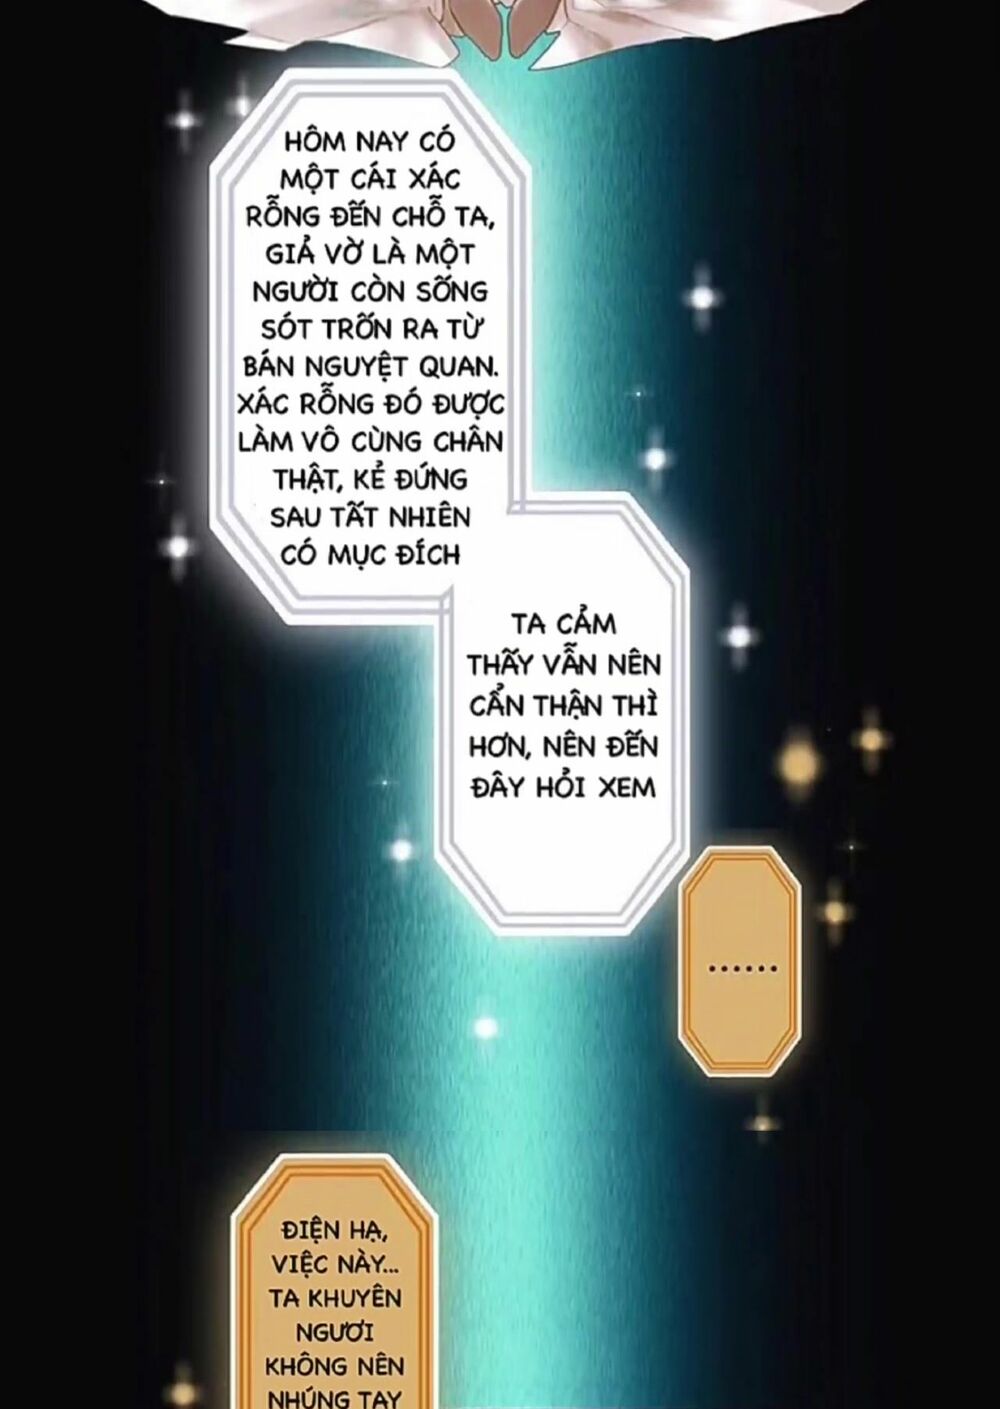 HÔM NAY CÓ
MỘT CÁI XÁC
RỖNG ĐẾN CHỖ TA,
GIẢ VỜ LÀ MỘT
NGƯỜI CÒN SỐNG
SÓT TRỐN RA TỪ
BÁN NGUYỆT QUAN.
XÁC RỖNG ĐÓ ĐƯỢC
LÀM VÔ CÙNG CHÂN
THẬT, KẺ ĐỨNG
SAU TẤT NHIÊN
CÓ MỤC ĐÍCH
TA CẢM
THẤY VẪN NÊN
CẨN THẬN THÌ
HƠN, NÊN ĐẾN
ĐÂY HỎI XEM
......
ĐIỆN HẠ,
VIỆC NÀY...
TA KHUYÊN
NGƯƠI
KHÔNG NÊN
NHÚNG TAY